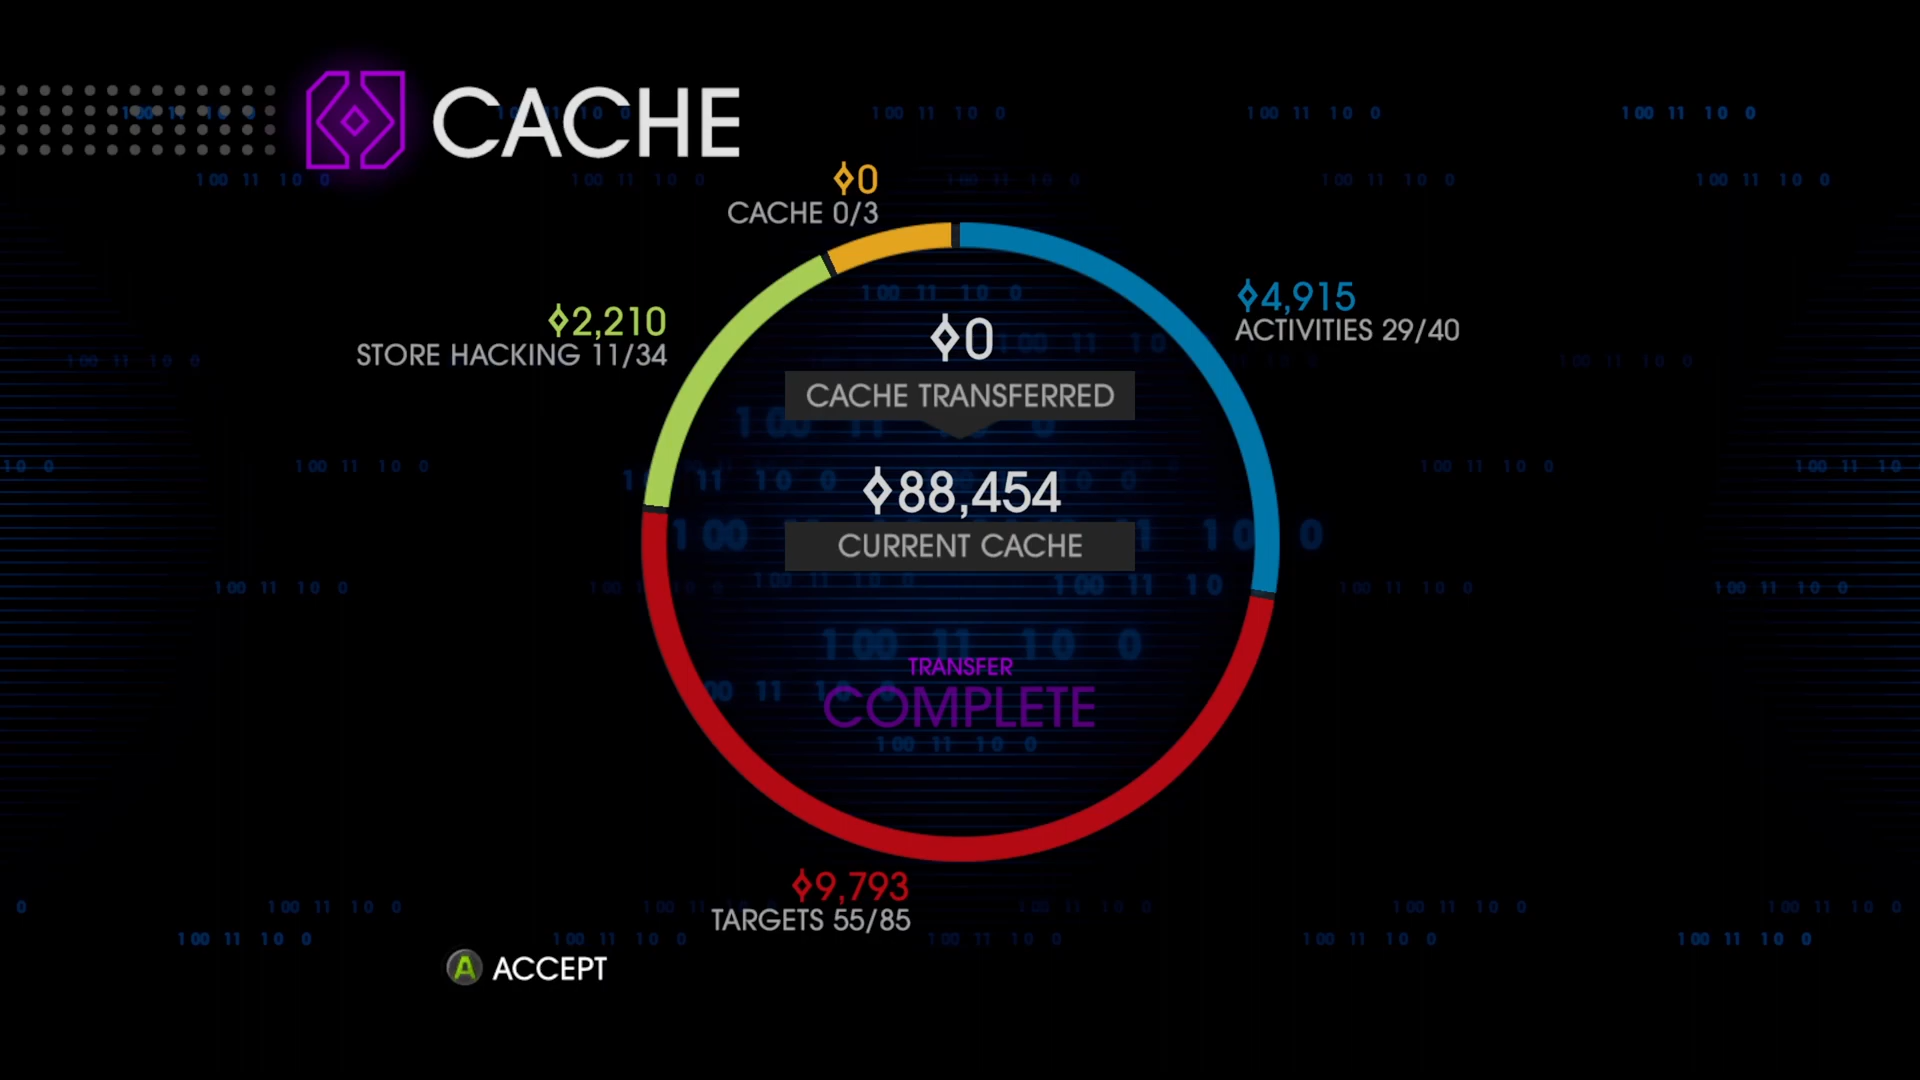 CACHE
0
CACHE 0/3
4,915
ACTIVITIES 29/40
2,210
STORE HACKING 11/34
0
CACHE TRANSFERRED
88,454
CURRENT CACHE
TRANSFER
COMPLETE
9,793
TARGETS 55/85
A ACCEPT